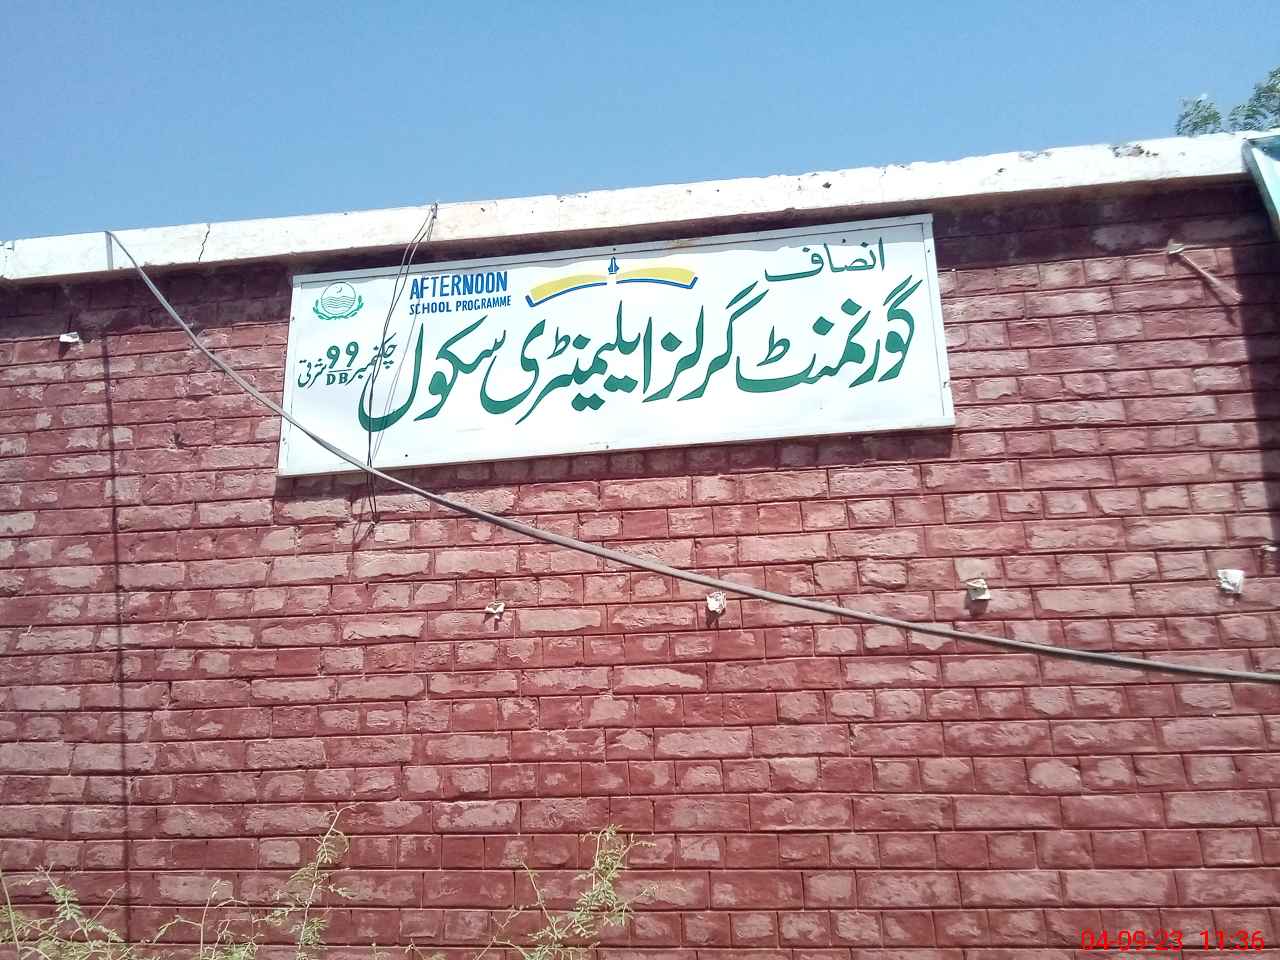 انصاف
AFTERNOON
SCHOOL PROGRAMME
گورنمنٹ گرلز ایلیمنٹری سکول
چک نمبر 99/DB شرقی
04-09-23 11:36